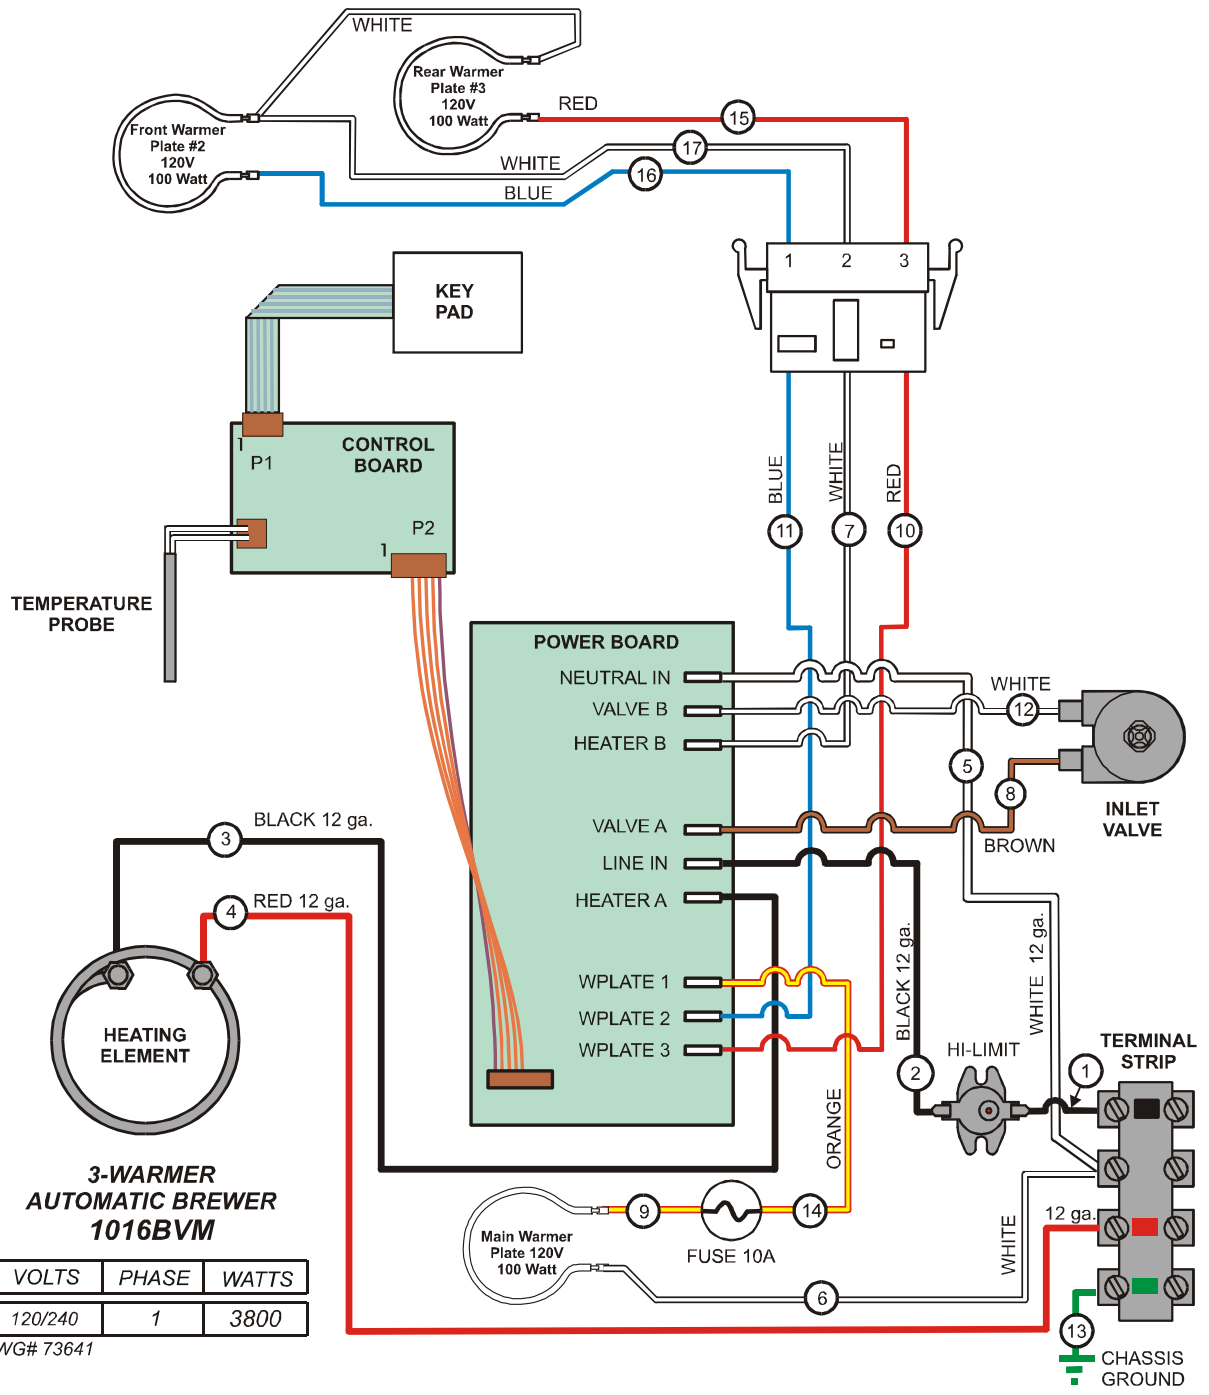 WHITE
Rear Warmer
Plate #3
120V
100 Watt
RED
15
Front Warmer
Plate #2
120V
100 Watt
WHITE
17
16
BLUE
1 2 3
KEY
PAD
CONTROL
BOARD
1
P1
P2
1
BLUE
WHITE
RED
11
7
10
TEMPERATURE
PROBE
POWER BOARD
NEUTRAL IN
VALVE B
HEATER B
VALVE A
LINE IN
HEATER A
WPLATE 1
WPLATE 2
WPLATE 3
WHITE
12
5
8
INLET
VALVE
BROWN
3
BLACK 12 ga.
4
RED 12 ga.
HEATING
ELEMENT
BLACK 12 ga.
WHITE 12 ga.
HI-LIMIT
2
1
TERMINAL
STRIP
ORANGE
3-WARMER
AUTOMATIC BREWER
1016BVM
9
14
FUSE 10A
Main Warmer
Plate 120V
100 Watt
6
WHITE
12 ga.
VOLTS PHASE WATTS
120/240 1 3800
WG# 73641
13
CHASSIS
GROUND